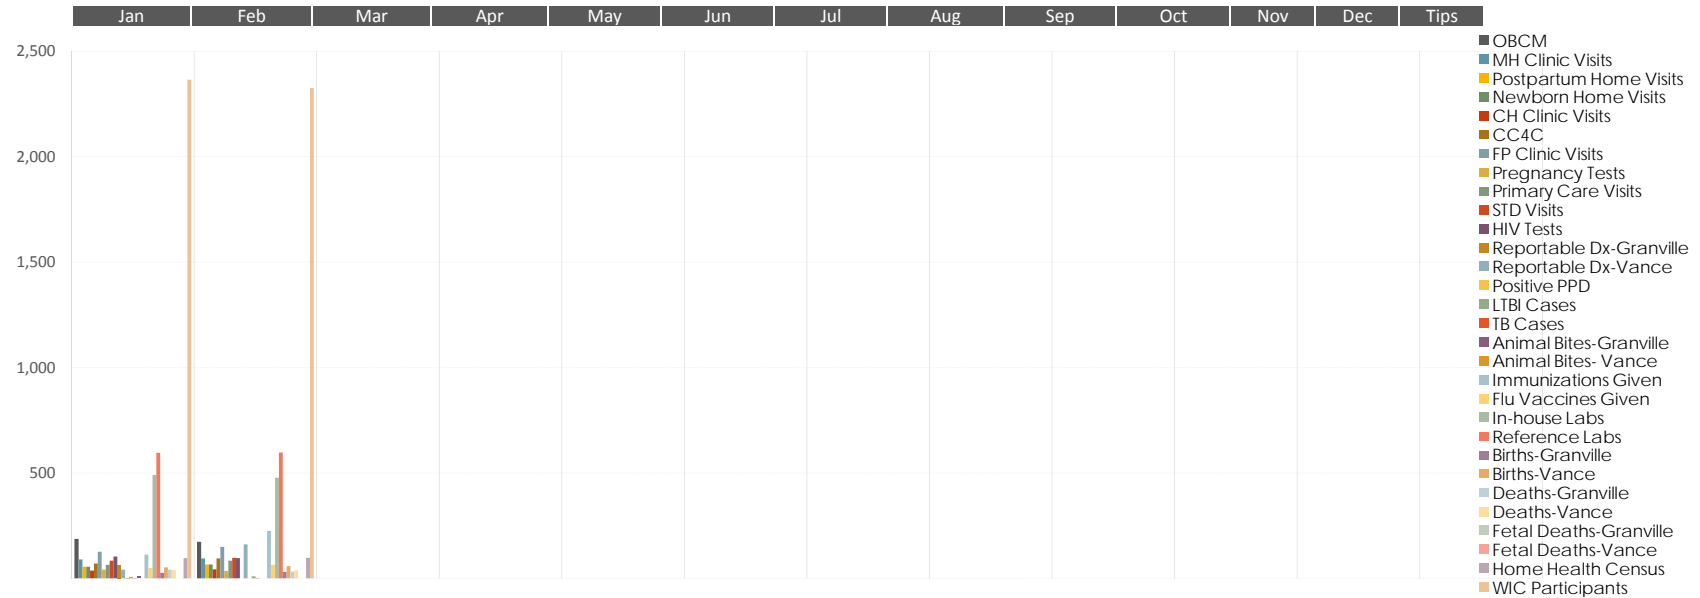 Jan Feb Mar Apr May Jun Jul Aug Sep Oct Nov Dec Tips
2,500
2,000
1,500
1,000
500
OBCM
MH Clinic Visits
Postpartum Home Visits
Newborn Home Visits
CH Clinic Visits
CC4C
FP Clinic Visits
Pregnancy Tests
Primary Care Visits
STD Visits
HIV Tests
Reportable Dx-Granville
Reportable Dx-Vance
Positive PPD
LTBI Cases
TB Cases
Animal Bites-Granville
Animal Bites- Vance
Immunizations Given
Flu Vaccines Given
In-house Labs
Reference Labs
Births-Granville
Births-Vance
Deaths-Granville
Deaths-Vance
Fetal Deaths-Granville
Fetal Deaths-Vance
Home Health Census
WIC Participants